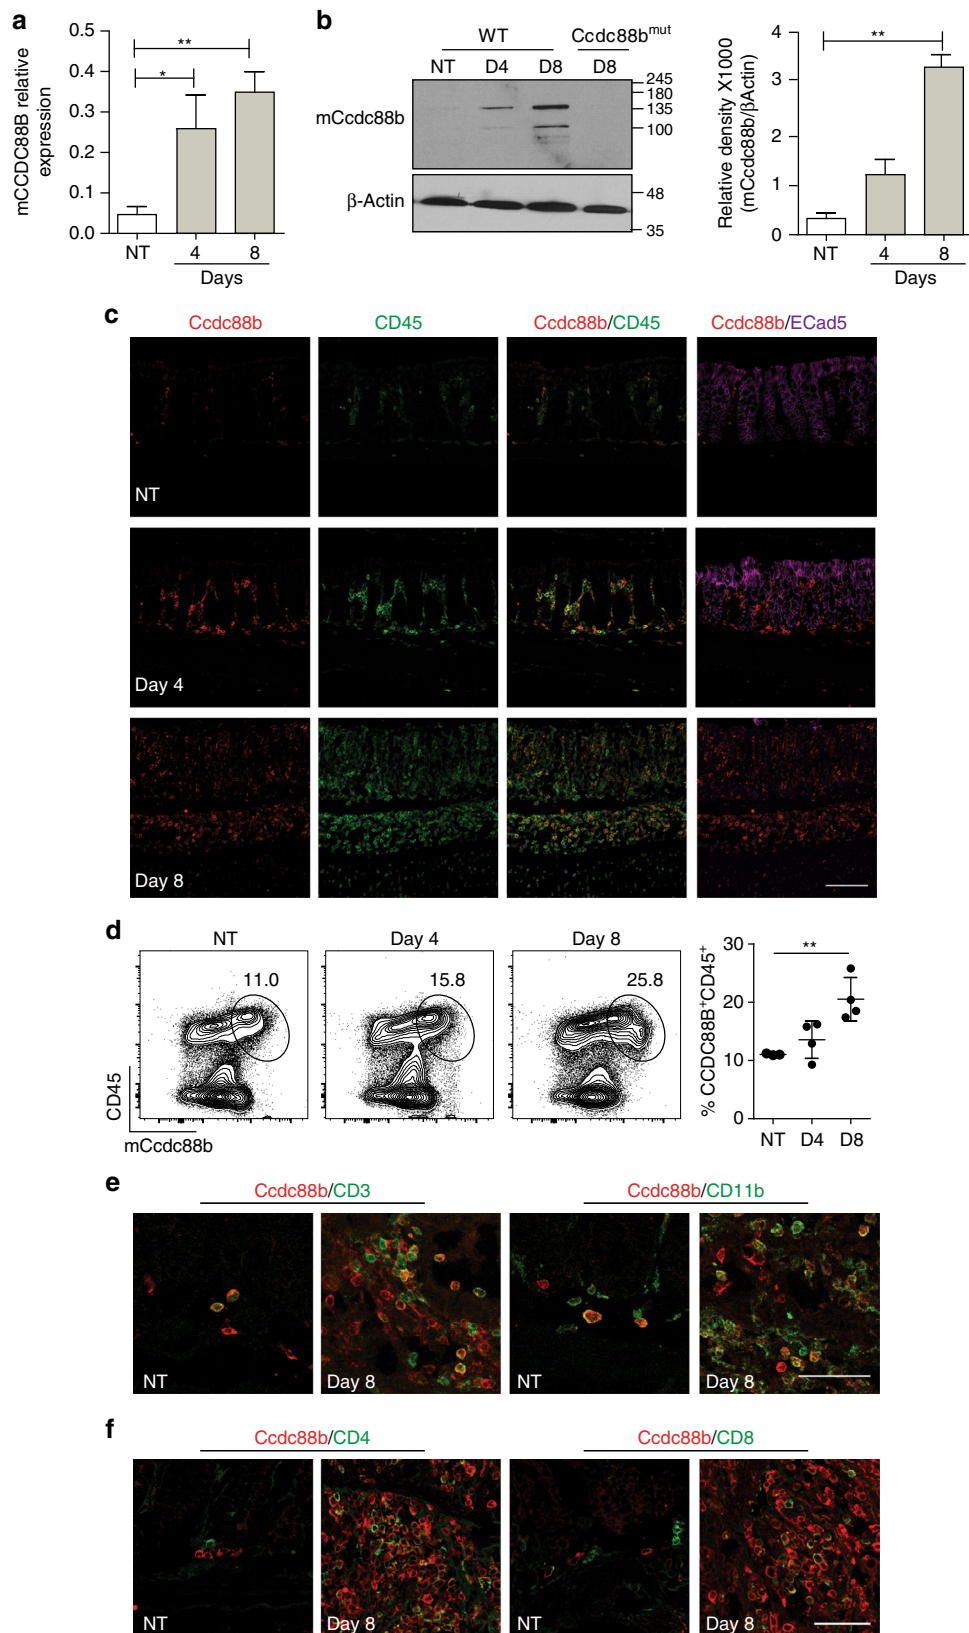 a
mCCDC88B relative
expression
0.5
0.4
0.3
0.2
0.1
0.0
**
*
NT
4
8
Days
b
WT
Ccdc88b^mut
NT
D4
D8
D8
mCcdc88b
245
180
135
100
β-Actin
48
35
Relative density X1000
(mCcdc88b/βActin)
4
3
2
1
0
**
NT
4
8
Days
c
Ccdc88b
CD45
Ccdc88b/CD45
Ccdc88b/ECad5
NT
Day 4
Day 8
d
NT
Day 4
Day 8
11.0
15.8
25.8
CD45
mCcdc88b
% CCDC88B⁺CD45⁺
30
20
10
0
**
NT
D4
D8
e
Ccdc88b/CD3
Ccdc88b/CD11b
NT
Day 8
NT
Day 8
f
Ccdc88b/CD4
Ccdc88b/CD8
NT
Day 8
NT
Day 8